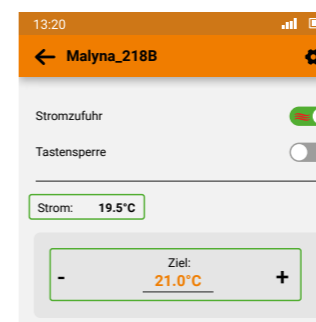 13:20
Malyna_218B
Stromzufuhr
Tastensperre
Strom: 19.5°C
Ziel:
- 21.0°C +